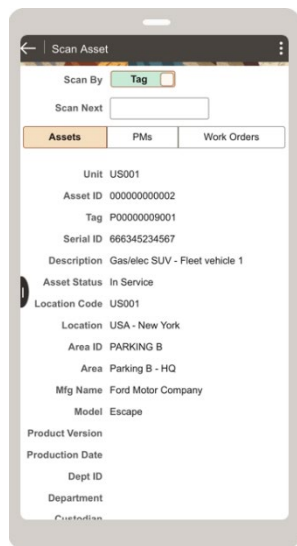 Scan Asset
Scan By Tag
Scan Next
Assets PMs Work Orders
Unit US001
Asset ID 000000000002
Tag P00000009001
Serial ID 666345234567
Description Gas/elec SUV - Fleet vehicle 1
Asset Status In Service
Location Code US001
Location USA - New York
Area ID PARKING B
Area Parking B - HQ
Mfg Name Ford Motor Company
Model Escape
Product Version
Production Date
Dept ID
Department
Custodian